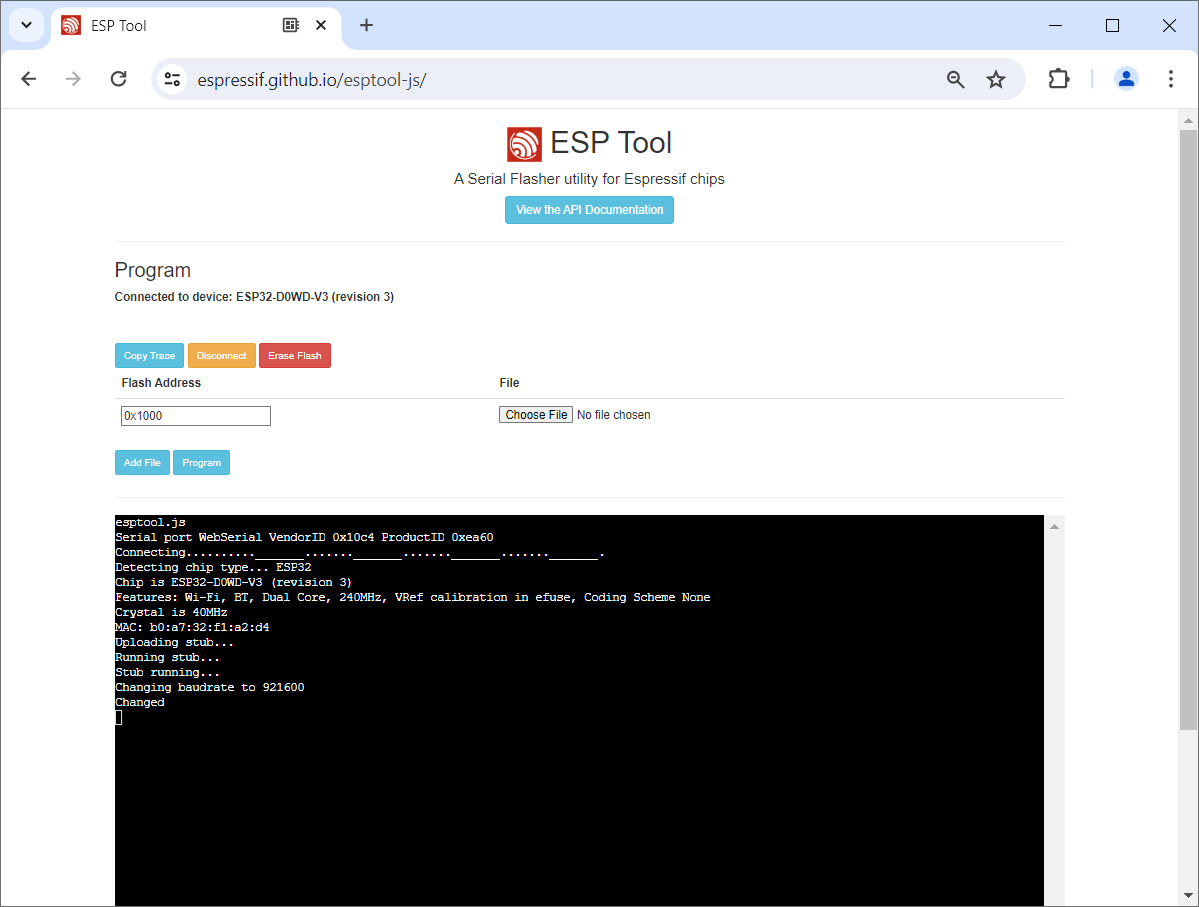 ESP Tool
espressif.github.io/esptool-js/
ESP Tool
A Serial Flasher utility for Espressif chips
View the API Documentation
Program
Connected to device: ESP32-D0WD-V3 (revision 3)
Copy Trace Disconnect Erase Flash
Flash Address File
0x1000 Choose File No file chosen
Add File Program
esptool.js
Serial port WebSerial VendorID 0x10c4 ProductID 0xea60
Connecting.........._______......._______......._______......._______.
Detecting chip type... ESP32
Chip is ESP32-D0WD-V3 (revision 3)
Features: Wi-Fi, BT, Dual Core, 240MHz, VRef calibration in efuse, Coding Scheme None
Crystal is 40MHz
MAC: b0:a7:32:f1:a2:d4
Uploading stub...
Running stub...
Stub running...
Changing baudrate to 921600
Changed